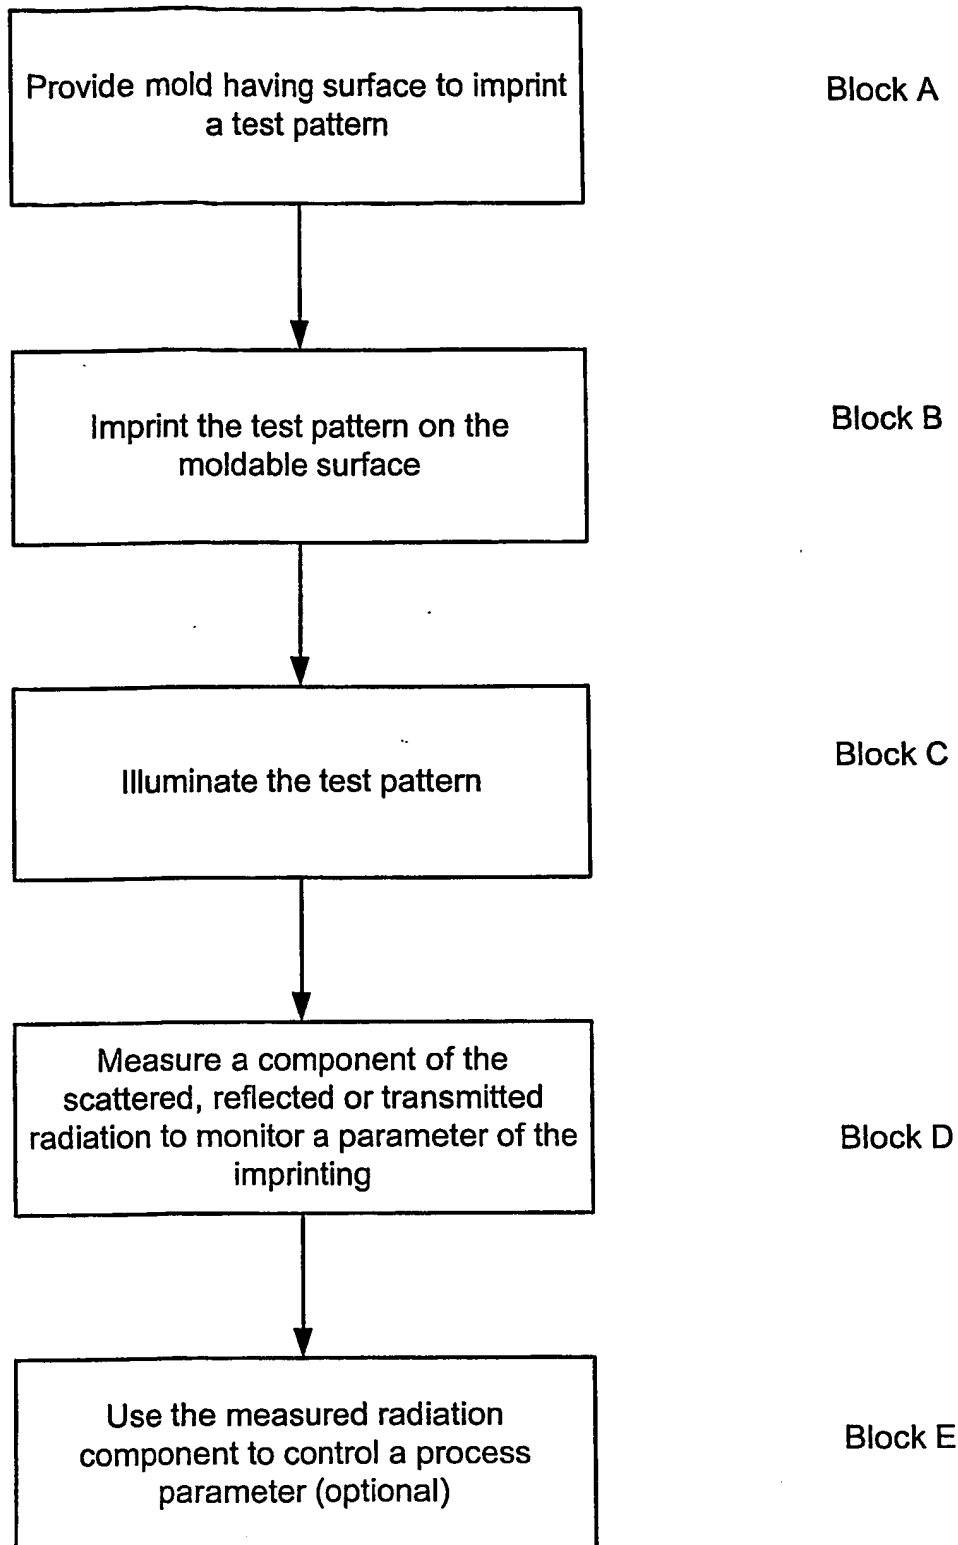 Provide mold having surface to imprint
a test pattern
Block A
Imprint the test pattern on the
moldable surface
Block B
Illuminate the test pattern
Block C
Measure a component of the
scattered, reflected or transmitted
radiation to monitor a parameter of the
imprinting
Block D
Use the measured radiation
component to control a process
parameter (optional)
Block E